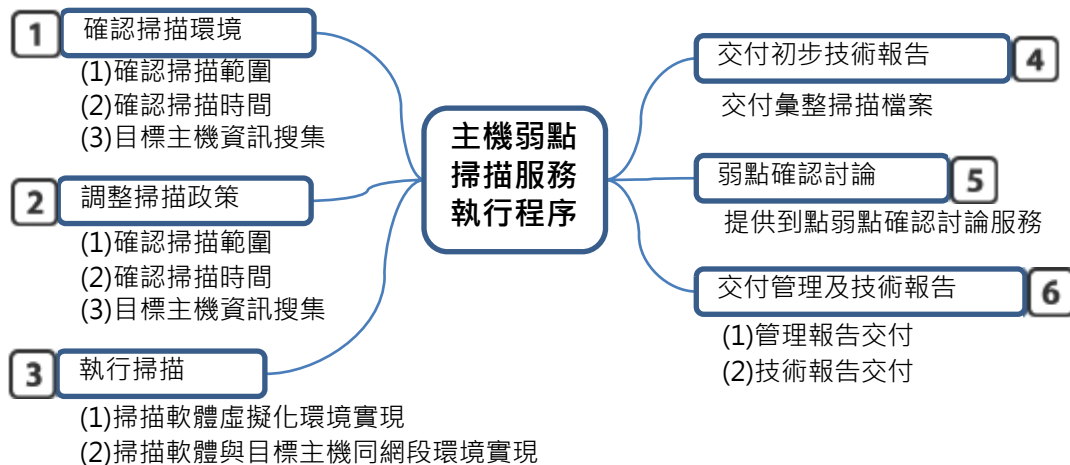 1
確認掃描環境
(1)確認掃描範圍
(2)確認掃描時間
(3)目標主機資訊搜集
2
調整掃描政策
(1)確認掃描範圍
(2)確認掃描時間
(3)目標主機資訊搜集
3
執行掃描
(1)掃描軟體虛擬化環境實現
(2)掃描軟體與目標主機同網段環境實現
主機弱點
掃描服務
執行程序
交付初步技術報告
4
交付彙整掃描檔案
弱點確認討論
5
提供到點弱點確認討論服務
交付管理及技術報告
6
(1)管理報告交付
(2)技術報告交付